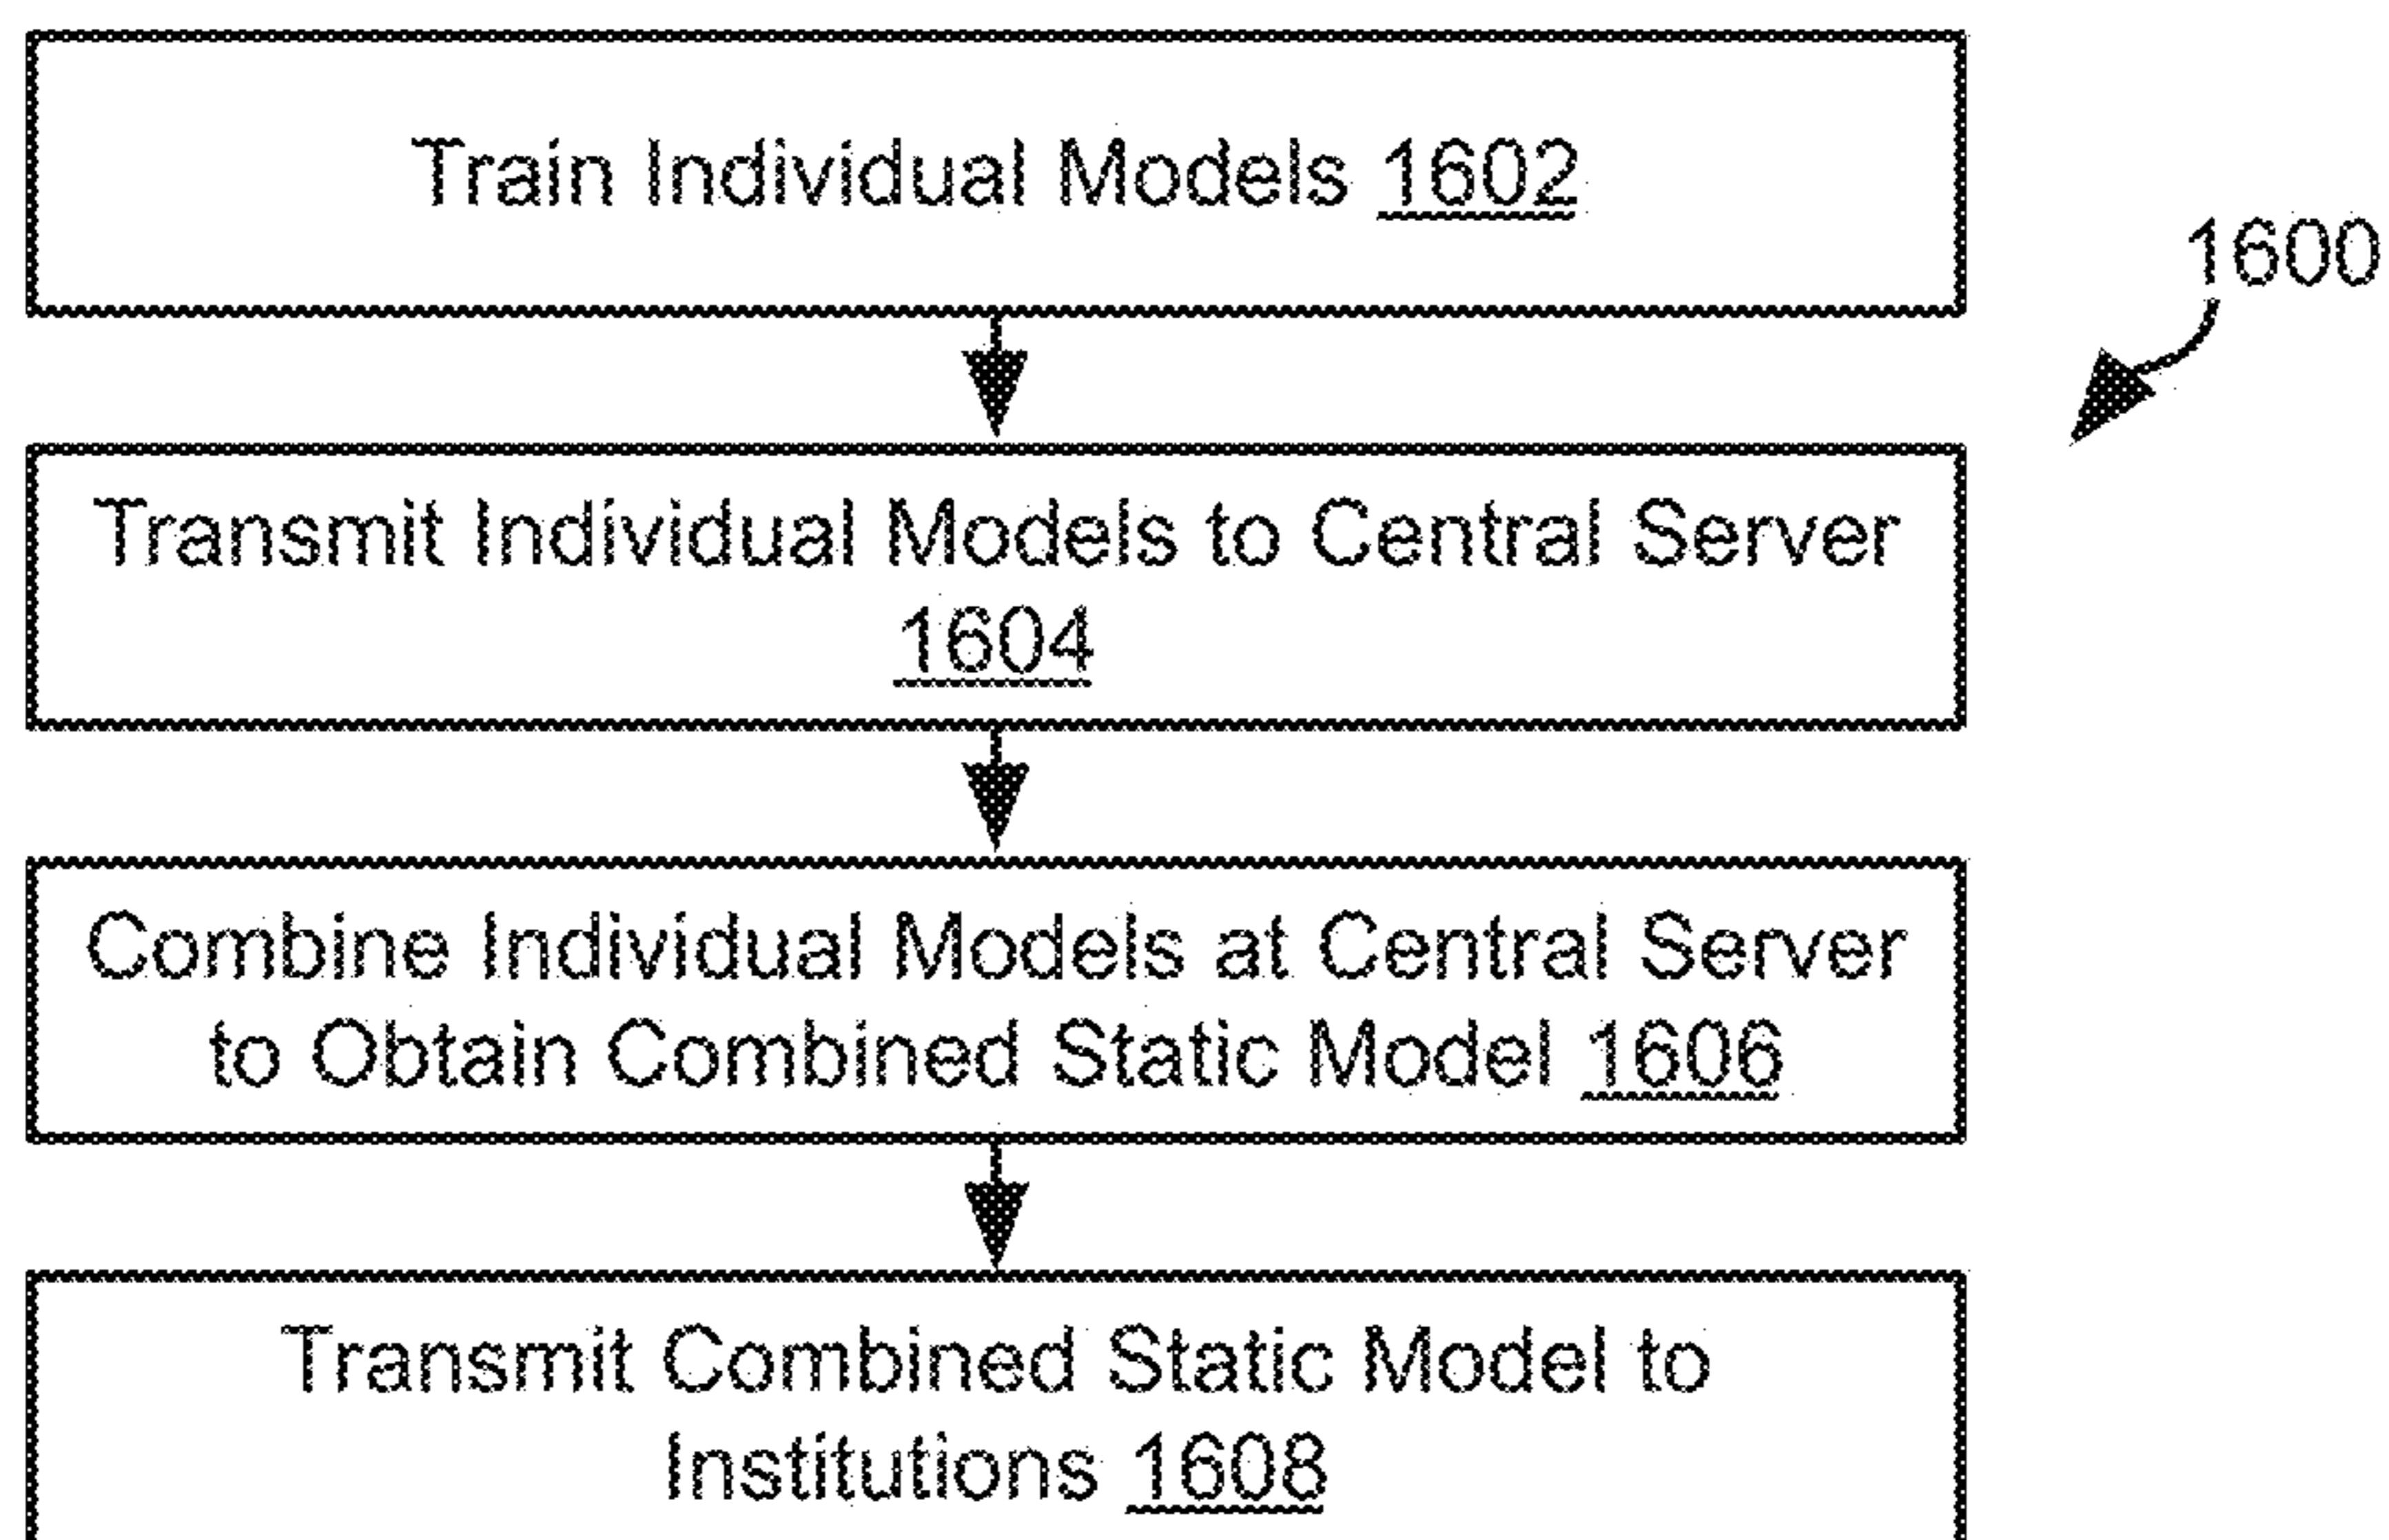 Train Individual Models 1602
1600
Transmit Individual Models to Central Server
1604
Combine Individual Models at Central Server
to Obtain Combined Static Model 1606
Transmit Combined Static Model to
Institutions 1608